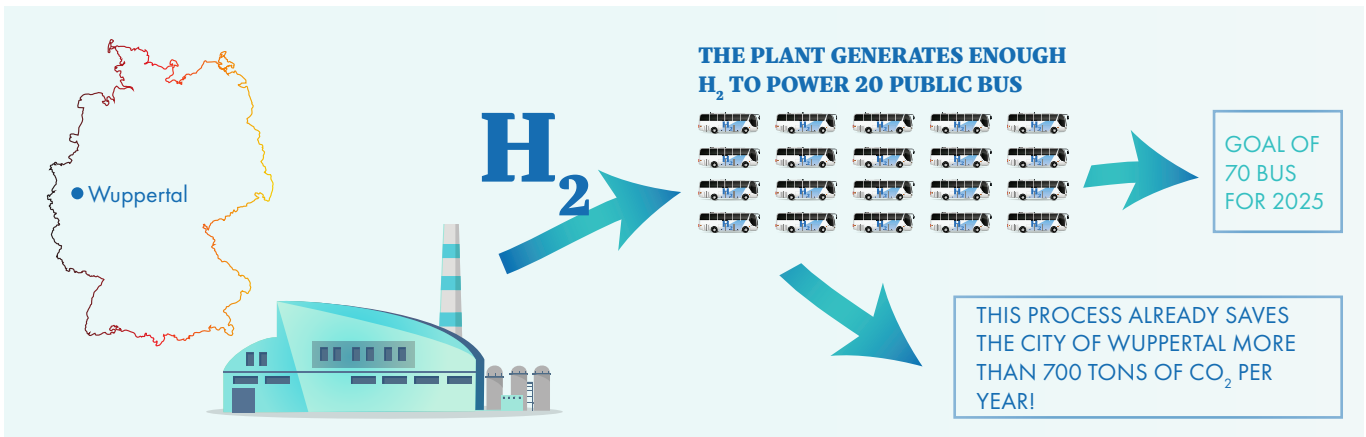 Wuppertal
H2
THE PLANT GENERATES ENOUGH
H2 TO POWER 20 PUBLIC BUS
GOAL OF
70 BUS
FOR 2025
THIS PROCESS ALREADY SAVES
THE CITY OF WUPPERTAL MORE
THAN 700 TONS OF CO2 PER
YEAR!